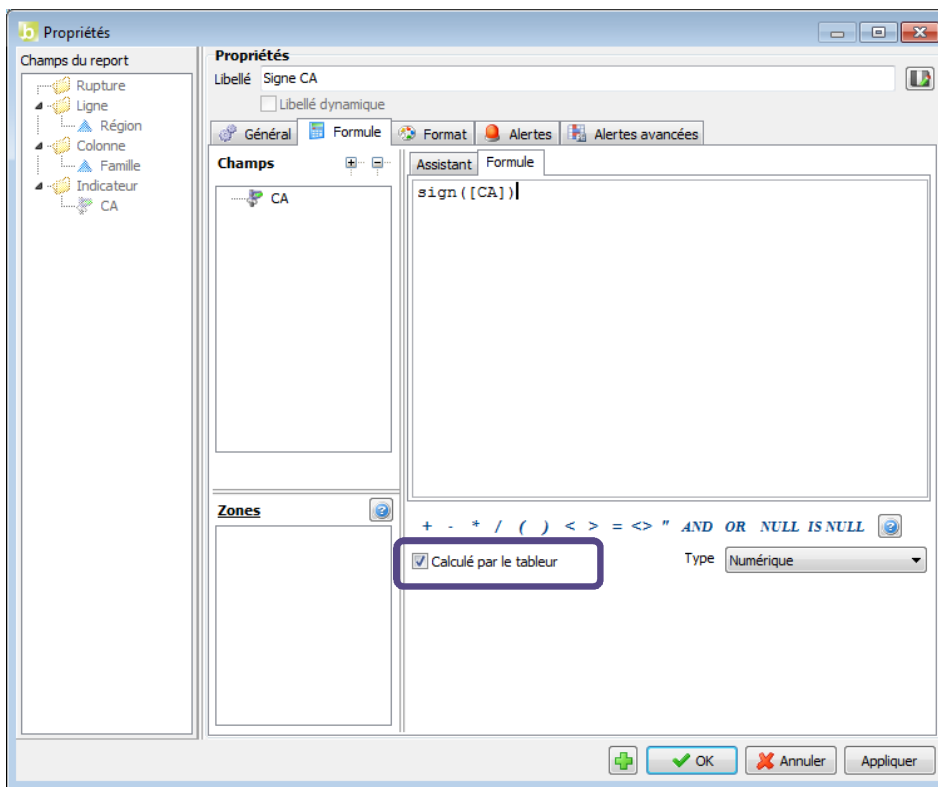 Propriétés
Champs du report
Rupture
Ligne
Région
Colonne
Famille
Indicateur
CA
Propriétés
Libellé Signe CA
Libellé dynamique
Général Formule Format Alertes Alertes avancées
Champs
CA
Assistant Formule
sign([CA])
Zones
+ - * / ( ) < > = <> " AND OR NULL IS NULL
Calculé par le tableur
Type Numérique
OK Annuler Appliquer